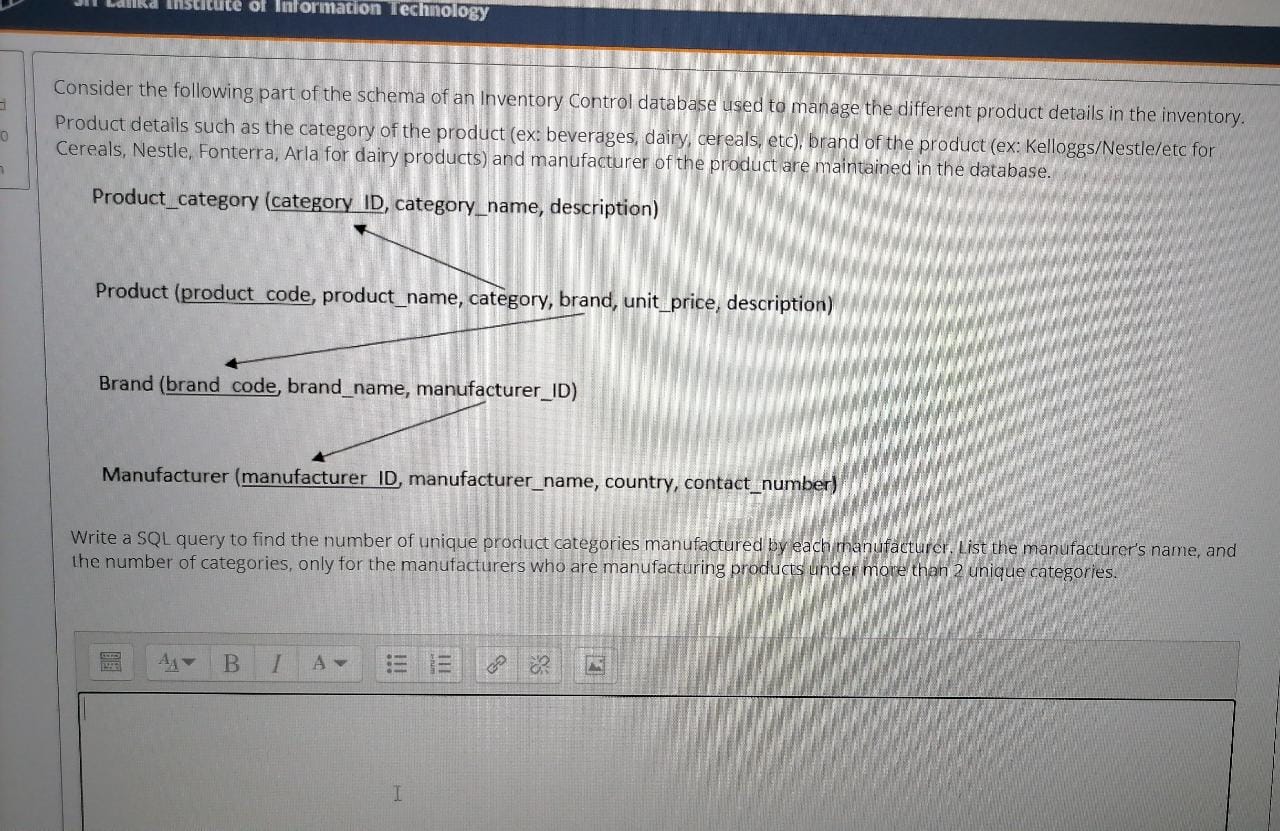 Sri Lanka Institute of Information Technology
Consider the following part of the schema of an Inventory Control database used to manage the different product details in the inventory.
Product details such as the category of the product (ex: beverages, dairy, cereals, etc), brand of the product (ex: Kelloggs/Nestle/etc for
Cereals, Nestle, Fonterra, Arla for dairy products) and manufacturer of the product are maintained in the database.
Product_category (category_ID, category_name, description)
Product (product_code, product_name, category, brand, unit_price, description)
Brand (brand_code, brand_name, manufacturer_ID)
Manufacturer (manufacturer_ID, manufacturer_name, country, contact_number)
Write a SQL query to find the number of unique product categories manufactured by each manufacturer. List the manufacturer's name, and
the number of categories, only for the manufacturers who are manufacturing products under more than 2 unique categories.
B I A